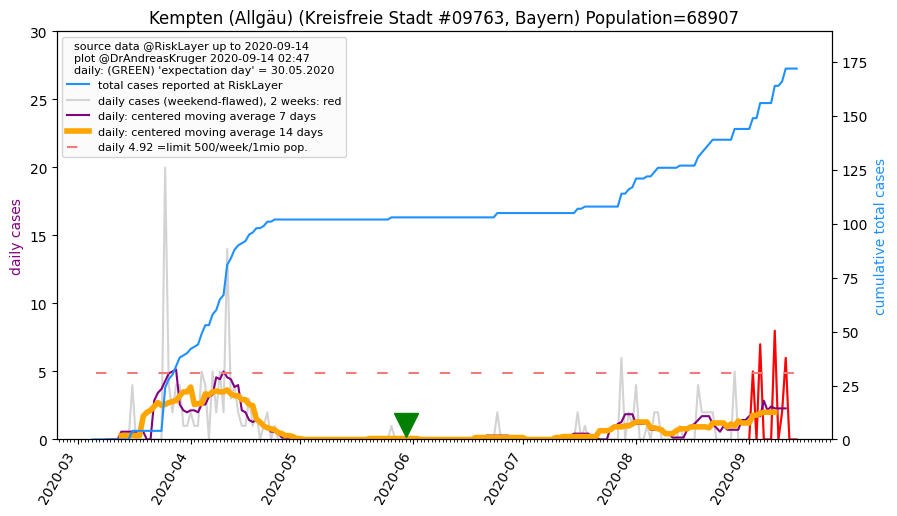 Kempten (Allgäu) (Kreisfreie Stadt #09763, Bayern) Population=68907
source data @RiskLayer up to 2020-09-14
plot @DrAndreasKruger 2020-09-14 02:47
daily: (GREEN) 'expectation day' = 30.05.2020
total cases reported at RiskLayer
daily cases (weekend-flawed), 2 weeks: red
daily: centered moving average 7 days
daily: centered moving average 14 days
daily 4.92 =limit 500/week/1mio pop.
daily cases
30
25
20
15
10
5
0
cumulative total cases
175
150
125
100
75
50
25
0
2020-03
2020-04
2020-05
2020-06
2020-07
2020-08
2020-09